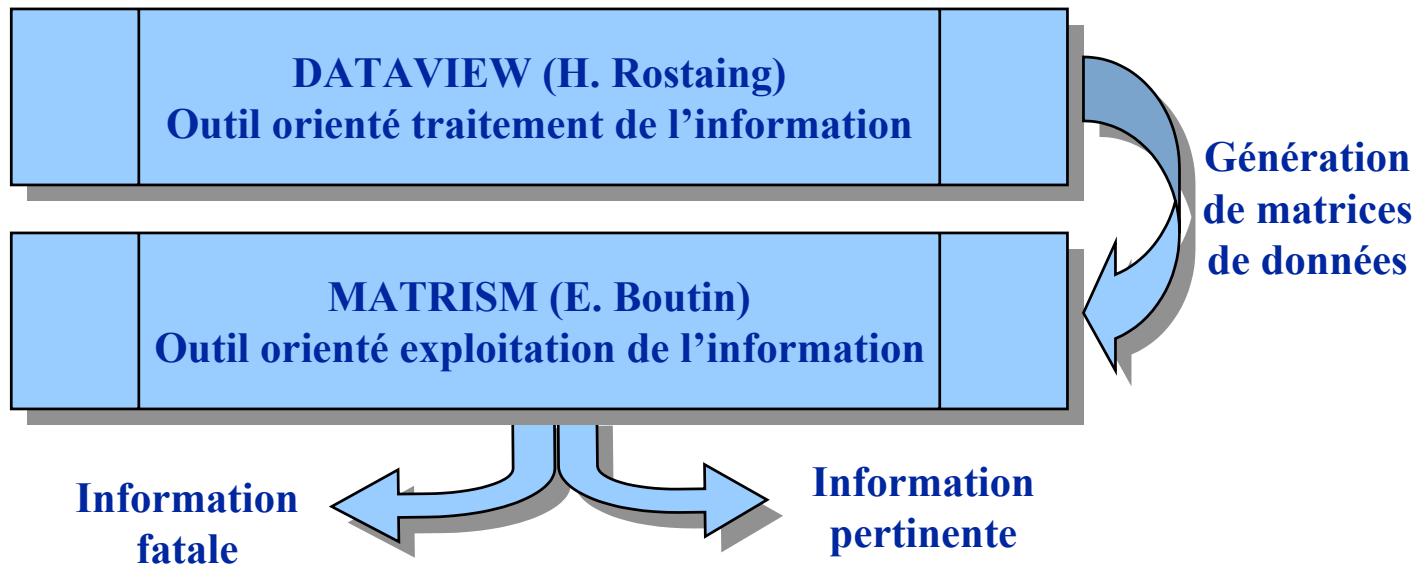 DATAVIEW (H. Rostaing)
Outil orienté traitement de l’information
Génération
de matrices
de données
MATRISM (E. Boutin)
Outil orienté exploitation de l’information
Information
fatale
Information
pertinente